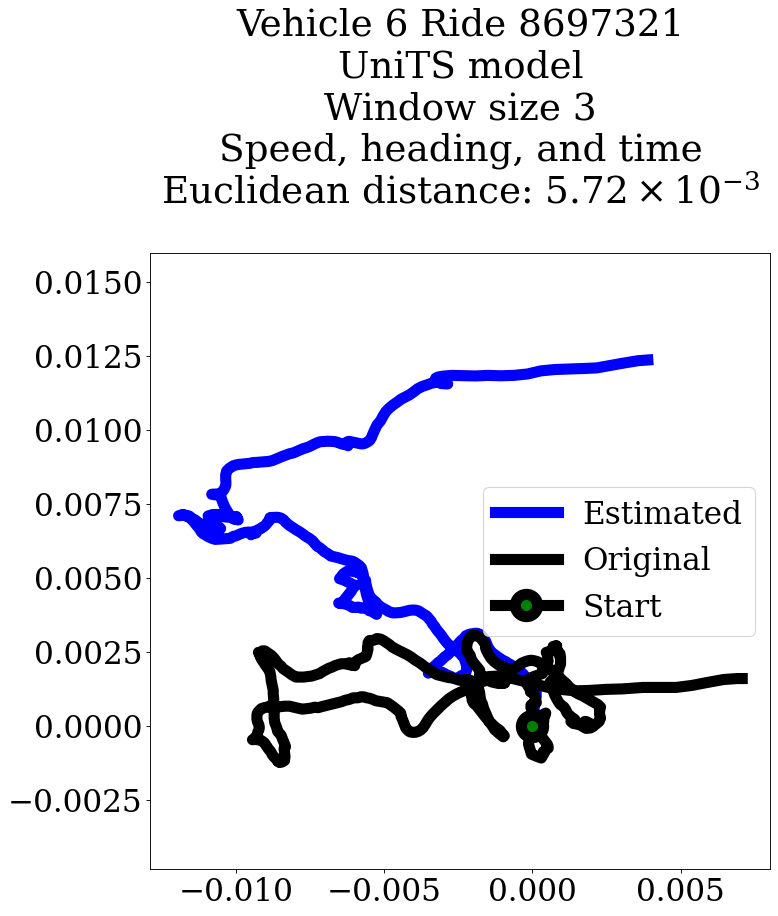 Vehicle 6 Ride 8697321
UniTS model
Window size 3
Speed, heading, and time
Euclidean distance: 5.72 × 10⁻³
0.0150
0.0125
0.0100
0.0075
0.0050
0.0025
0.0000
−0.0025
Estimated
Original
Start
−0.010 −0.005 0.000 0.005